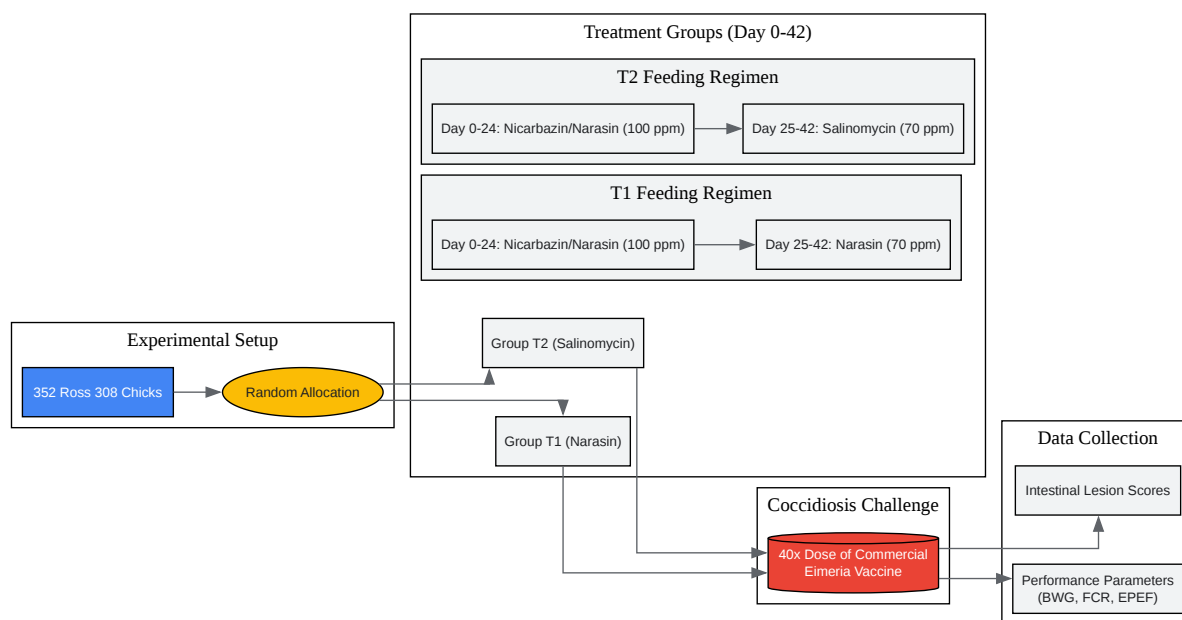 Treatment Groups (Day 0-42)
T2 Feeding Regimen
Day 0-24: Nicarbazin/Narasin (100 ppm)
Day 25-42: Salinomycin (70 ppm)
T1 Feeding Regimen
Day 0-24: Nicarbazin/Narasin (100 ppm)
Day 25-42: Narasin (70 ppm)
Experimental Setup
352 Ross 308 Chicks
Random Allocation
Group T2 (Salinomycin)
Group T1 (Narasin)
Coccidiosis Challenge
40x Dose of Commercial
Eimeria Vaccine
Data Collection
Intestinal Lesion Scores
Performance Parameters
(BWG, FCR, EPEF)